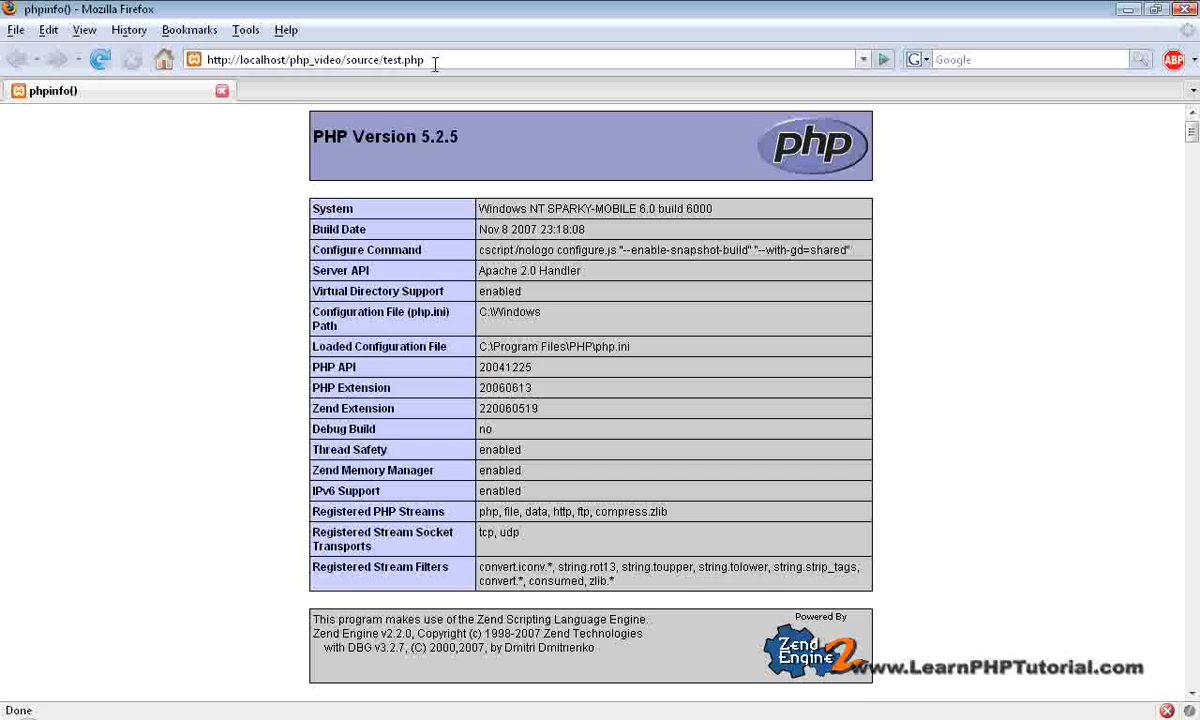 phpinfo() - Mozilla Firefox
File Edit View History Bookmarks Tools Help
http://localhost/php_video/source/test.php
G Google
ABP
phpinfo()
PHP Version 5.2.5
php
System Windows NT SPARKY-MOBILE 6.0 build 6000
Build Date Nov 8 2007 23:18:08
Configure Command cscript /nologo configure.js "--enable-snapshot-build" "--with-gd=shared"
Server API Apache 2.0 Handler
Virtual Directory Support enabled
Configuration File (php.ini) C:\Windows
Path
Loaded Configuration File C:\Program Files\PHP\php.ini
PHP API 20041225
PHP Extension 20060613
Zend Extension 220060519
Debug Build no
Thread Safety enabled
Zend Memory Manager enabled
IPv6 Support enabled
Registered PHP Streams php, file, data, http, ftp, compress.zlib
Registered Stream Socket tcp, udp
Transports
Registered Stream Filters convert.iconv.*, string.rot13, string.toupper, string.tolower, string.strip_tags,
convert.*, consumed, zlib.*
This program makes use of the Zend Scripting Language Engine:
Zend Engine v2.2.0, Copyright (c) 1998-2007 Zend Technologies
with DBG v3.2.7, (C) 2000,2007, by Dmitri Dmitrienko
Powered By
Zend
Engine 2
www.LearnPHPTutorial.com
Done